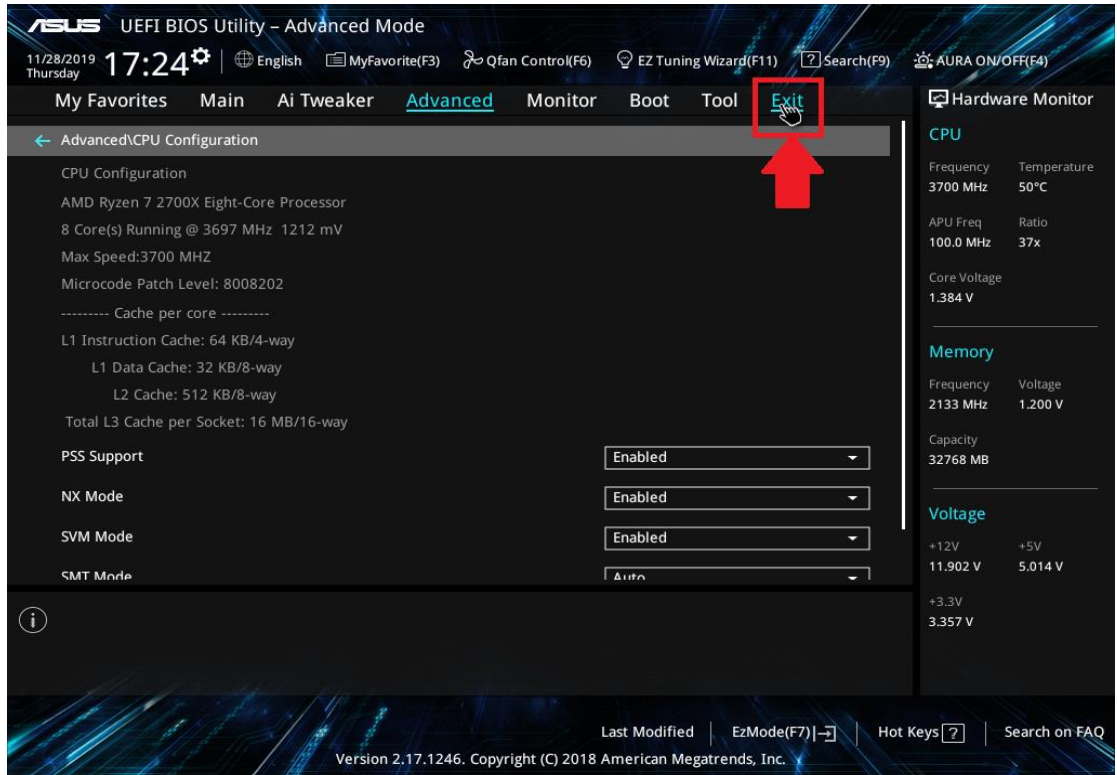 ASUS UEFI BIOS Utility – Advanced Mode
11/28/2019 Thursday 17:24 English MyFavorite(F3) Qfan Control(F6) EZ Tuning Wizard(F11) ? Search(F9) AURA ON/OFF(F4)
My Favorites Main Ai Tweaker Advanced Monitor Boot Tool Exit
← Advanced\CPU Configuration
CPU Configuration
AMD Ryzen 7 2700X Eight-Core Processor
8 Core(s) Running @ 3697 MHz 1212 mV
Max Speed:3700 MHZ
Microcode Patch Level: 8008202
--------- Cache per core ---------
L1 Instruction Cache: 64 KB/4-way
L1 Data Cache: 32 KB/8-way
L2 Cache: 512 KB/8-way
Total L3 Cache per Socket: 16 MB/16-way
PSS Support Enabled
NX Mode Enabled
SVM Mode Enabled
SMT Mode Auto
i
Hardware Monitor
CPU
Frequency Temperature
3700 MHz 50°C
APU Freq Ratio
100.0 MHz 37x
Core Voltage
1.384 V
Memory
Frequency Voltage
2133 MHz 1.200 V
Capacity
32768 MB
Voltage
+12V +5V
11.902 V 5.014 V
+3.3V
3.357 V
Last Modified EzMode(F7) Hot Keys ? Search on FAQ
Version 2.17.1246. Copyright (C) 2018 American Megatrends, Inc.